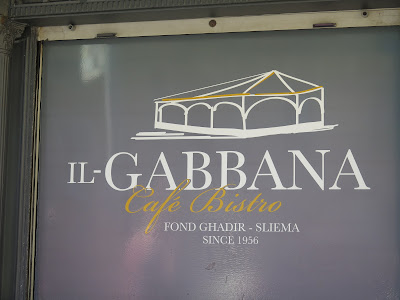 IL-GABBANA
Café Bistro
FOND GHADIR - SLIEMA
SINCE 1956